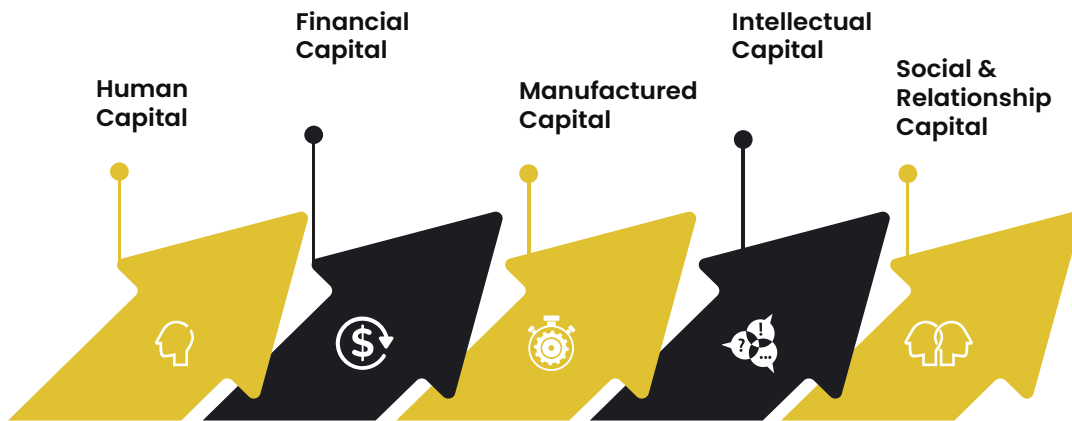 Human
Capital
Financial
Capital
Manufactured
Capital
Intellectual
Capital
Social &
Relationship
Capital
$
?
!
...